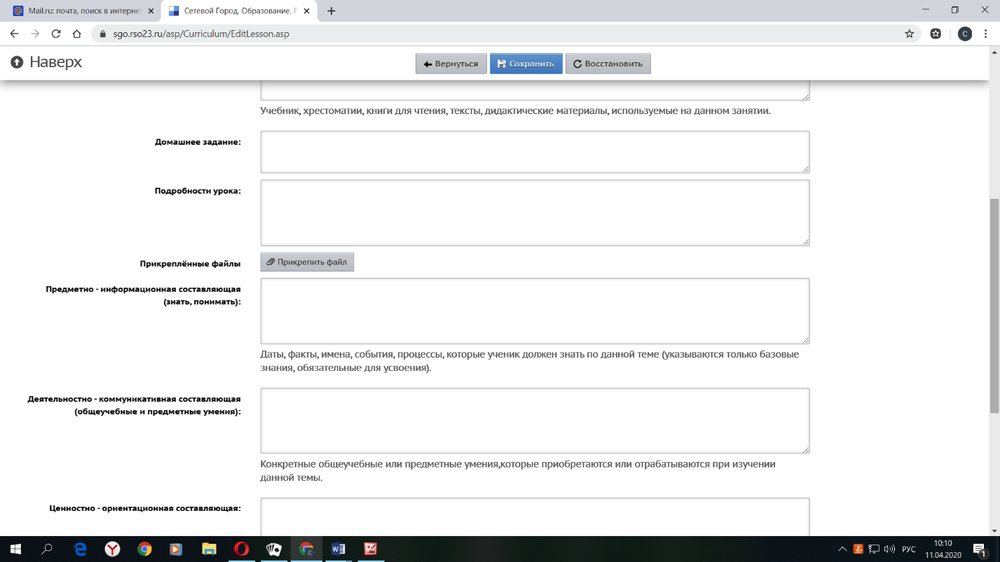 Mail.ru: почта, поиск в интернет
Сетевой Город. Образование. Р
sgo.rso23.ru/asp/Curriculum/EditLesson.asp
С
Наверх
Вернуться
Сохранить
Восстановить
Учебник, хрестоматии, книги для чтения, тексты, дидактические материалы, используемые на данном занятии.
Домашнее задание:
Подробности урока:
Прикреплённые файлы
Прикрепить файл
Предметно - информационная составляющая
(знать, понимать):
Даты, факты, имена, события, процессы, которые ученик должен знать по данной теме (указываются только базовые
знания, обязательные для усвоения).
Деятельностно - коммуникативная составляющая
(общеучебные и предметные умения):
Конкретные общеучебные или предметные умения,которые приобретаются или отрабатываются при изучении
данной темы.
Ценностно - ориентационная составляющая:
РУС
10:10
11.04.2020
1